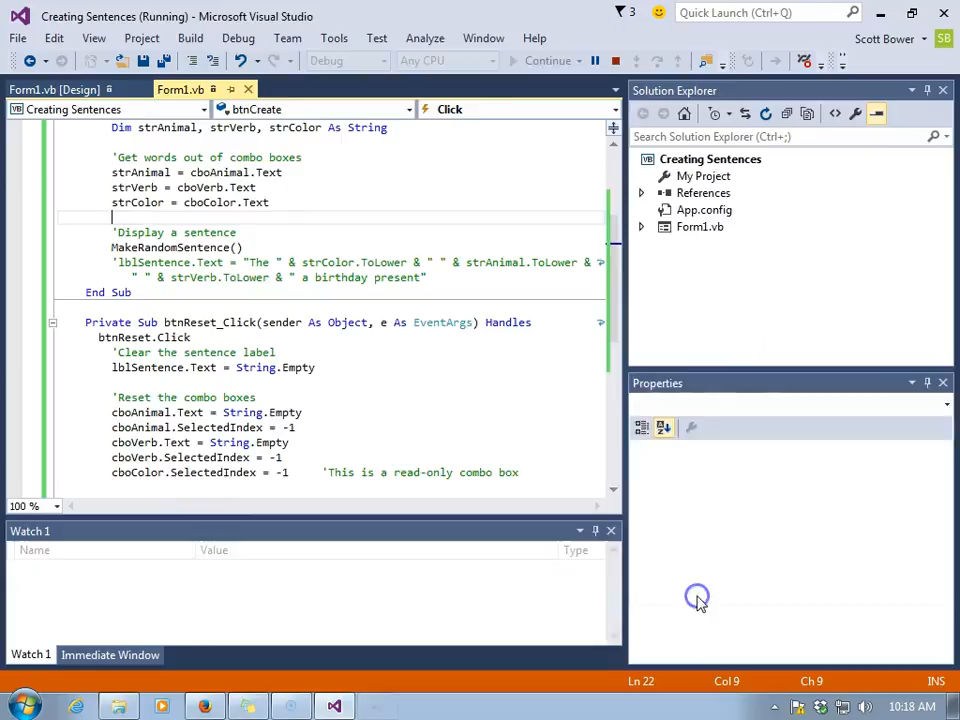 Creating Sentences (Running) - Microsoft Visual Studio
3
Quick Launch (Ctrl+Q)
File Edit View Project Build Debug Team Tools Test Analyze Window Help
Scott Bower SB
Debug Any CPU Continue
Form1.vb [Design] Form1.vb
Creating Sentences btnCreate Click
Dim strAnimal, strVerb, strColor As String
'Get words out of combo boxes
strAnimal = cboAnimal.Text
strVerb = cboVerb.Text
strColor = cboColor.Text
'Display a sentence
MakeRandomSentence()
'lblSentence.Text = "The " & strColor.ToLower & " " & strAnimal.ToLower &
" " & strVerb.ToLower & " a birthday present"
End Sub
Private Sub btnReset_Click(sender As Object, e As EventArgs) Handles
btnReset.Click
'Clear the sentence label
lblSentence.Text = String.Empty
'Reset the combo boxes
cboAnimal.Text = String.Empty
cboAnimal.SelectedIndex = -1
cboVerb.Text = String.Empty
cboVerb.SelectedIndex = -1
cboColor.SelectedIndex = -1 'This is a read-only combo box
100 %
Watch 1
Name Value Type
Watch 1 Immediate Window
Solution Explorer
Search Solution Explorer (Ctrl+;)
Creating Sentences
My Project
References
App.config
Form1.vb
Properties
Ln 22 Col 9 Ch 9 INS
10:18 AM